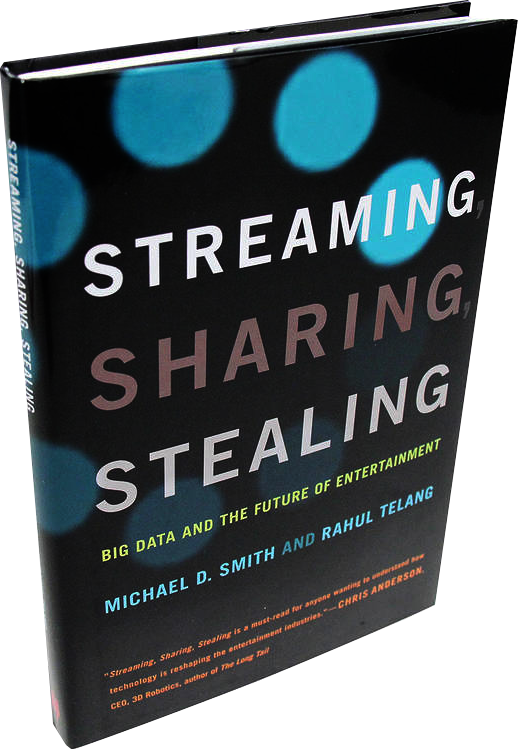 STREAMING,
SHARING,
STEALING
BIG DATA AND THE FUTURE OF ENTERTAINMENT
MICHAEL D. SMITH AND RAHUL TELANG
"Streaming, Sharing, Stealing is a must-read for anyone wanting to understand how
technology is reshaping the entertainment industries."—CHRIS ANDERSON,
CEO, 3D Robotics, author of The Long Tail
STREAMING, SHARING, STEALING